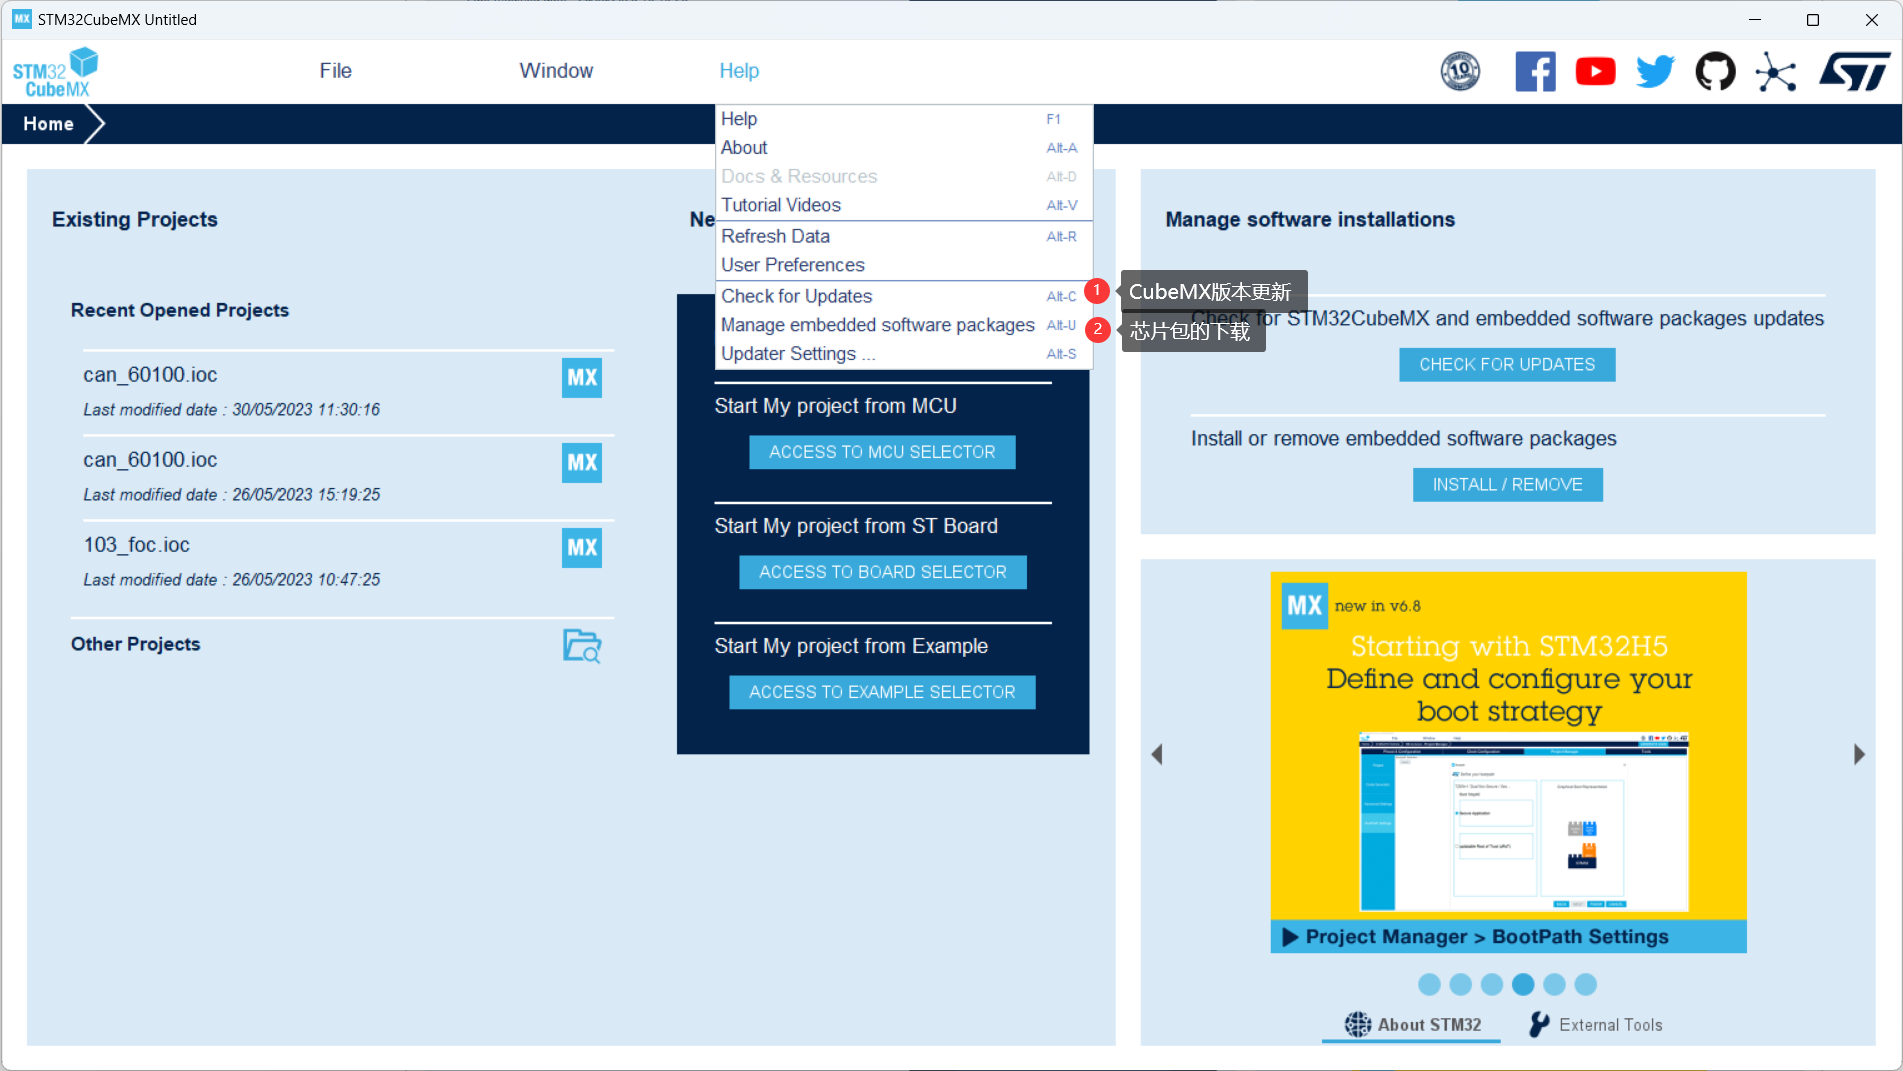 MX STM32CubeMX Untitled
STM32
CubeMX
File
Window
Help
10
ST
Home
Help F1
About Alt-A
Docs & Resources Alt-D
Tutorial Videos Alt-V
Refresh Data Alt-R
User Preferences
Check for Updates Alt-C
Manage embedded software packages Alt-U
Updater Settings ... Alt-S
1 CubeMX版本更新
2 芯片包的下载
Existing Projects
Recent Opened Projects
can_60100.ioc
MX
Last modified date : 30/05/2023 11:30:16
can_60100.ioc
MX
Last modified date : 26/05/2023 15:19:25
103_foc.ioc
MX
Last modified date : 26/05/2023 10:47:25
Other Projects
Ne
Start My project from MCU
ACCESS TO MCU SELECTOR
Start My project from ST Board
ACCESS TO BOARD SELECTOR
Start My project from Example
ACCESS TO EXAMPLE SELECTOR
Manage software installations
Check for STM32CubeMX and embedded software packages updates
CHECK FOR UPDATES
Install or remove embedded software packages
INSTALL / REMOVE
MX new in v6.8
Starting with STM32H5
Define and configure your
boot strategy
Project Manager > BootPath Settings
About STM32
External Tools